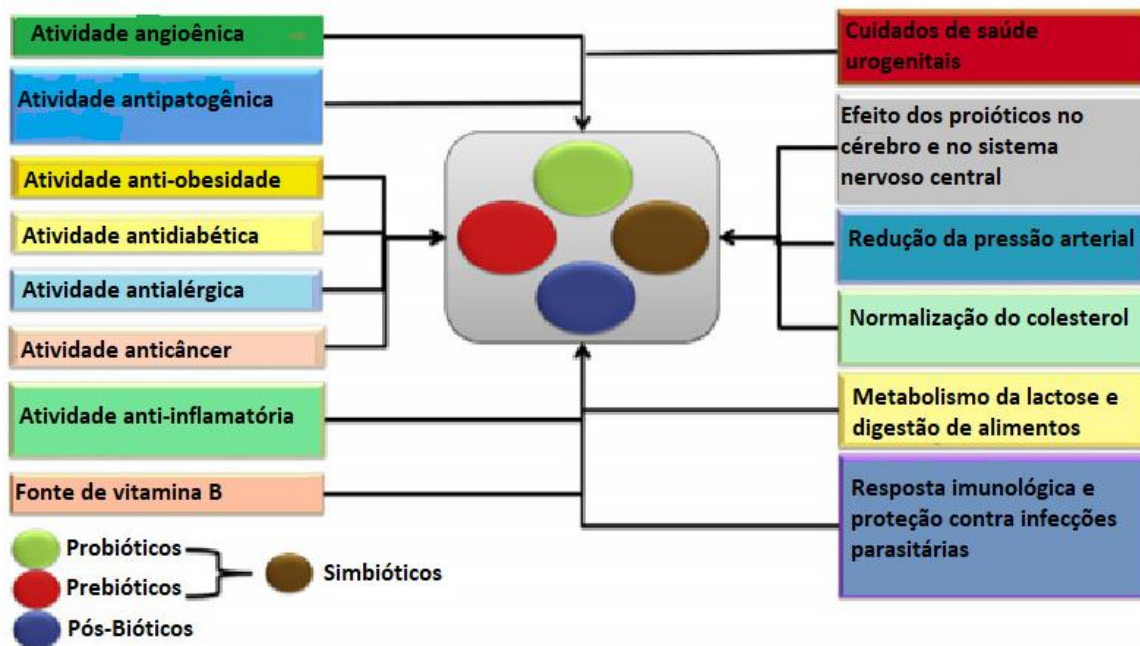 Atividade angioênica
Atividade antipatogênica
Atividade anti-obesidade
Atividade antidiabética
Atividade antialérgica
Atividade anticâncer
Atividade anti-inflamatória
Fonte de vitamina B
Cuidados de saúde
urogenitais
Efeito dos proióticos no
cérebro e no sistema
nervoso central
Redução da pressão arterial
Normalização do colesterol
Metabolismo da lactose e
digestão de alimentos
Resposta imunológica e
proteção contra infecções
parasitárias
Probióticos
Prebióticos
Simbióticos
Pós-Bióticos